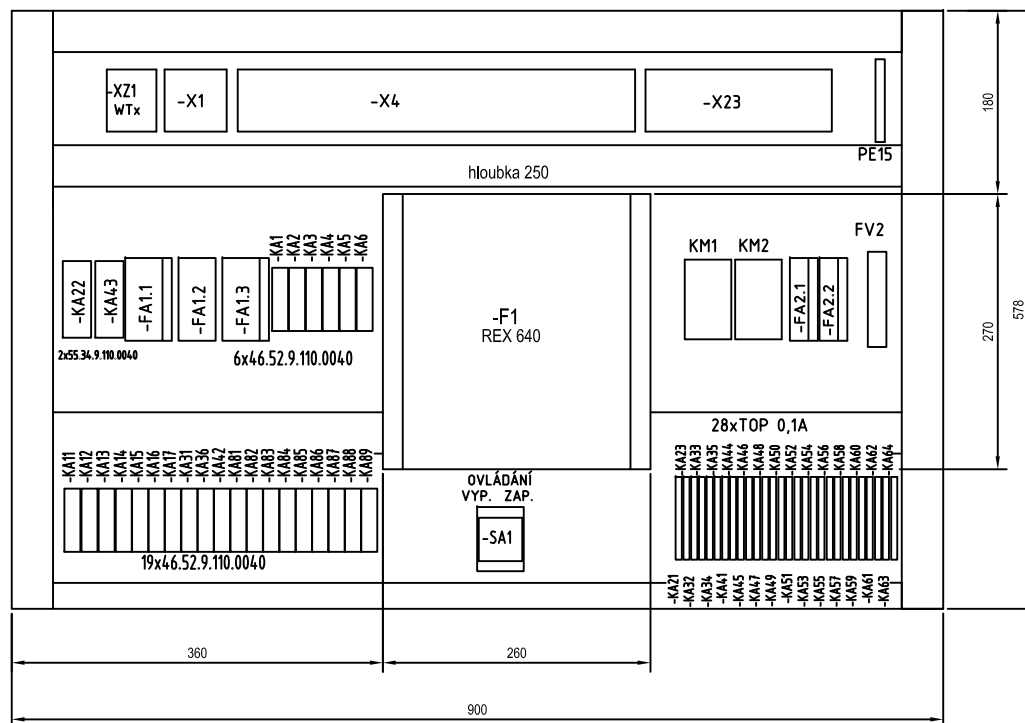 -XZ1
WTx
-X1
-X4
-X23
PE15
180
hloubka 250
-KA1
-KA2
-KA3
-KA4
-KA5
-KA6
-KA22
-KA43
-FA1.1
-FA1.2
-FA1.3
2x55.34.9.110.0040
6x46.52.9.110.0040
-F1
REX 640
KM1
KM2
-FA2.1
-FA2.2
FV2
270
578
28xTOP 0,1A
-KA11
-KA12
-KA13
-KA14
-KA15
-KA16
-KA17
-KA31
-KA36
-KA42
-KA81
-KA82
-KA83
-KA84
-KA85
-KA86
-KA87
-KA88
-KA89
19x46.52.9.110.0040
OVLÁDÁNÍ
VYP. ZAP.
-SA1
-KA23
-KA33
-KA35
-KA44
-KA46
-KA48
-KA50
-KA52
-KA54
-KA56
-KA58
-KA60
-KA62
-KA64
-KA21
-KA32
-KA34
-KA41
-KA45
-KA47
-KA49
-KA51
-KA53
-KA55
-KA57
-KA59
-KA61
-KA63
360
260
900